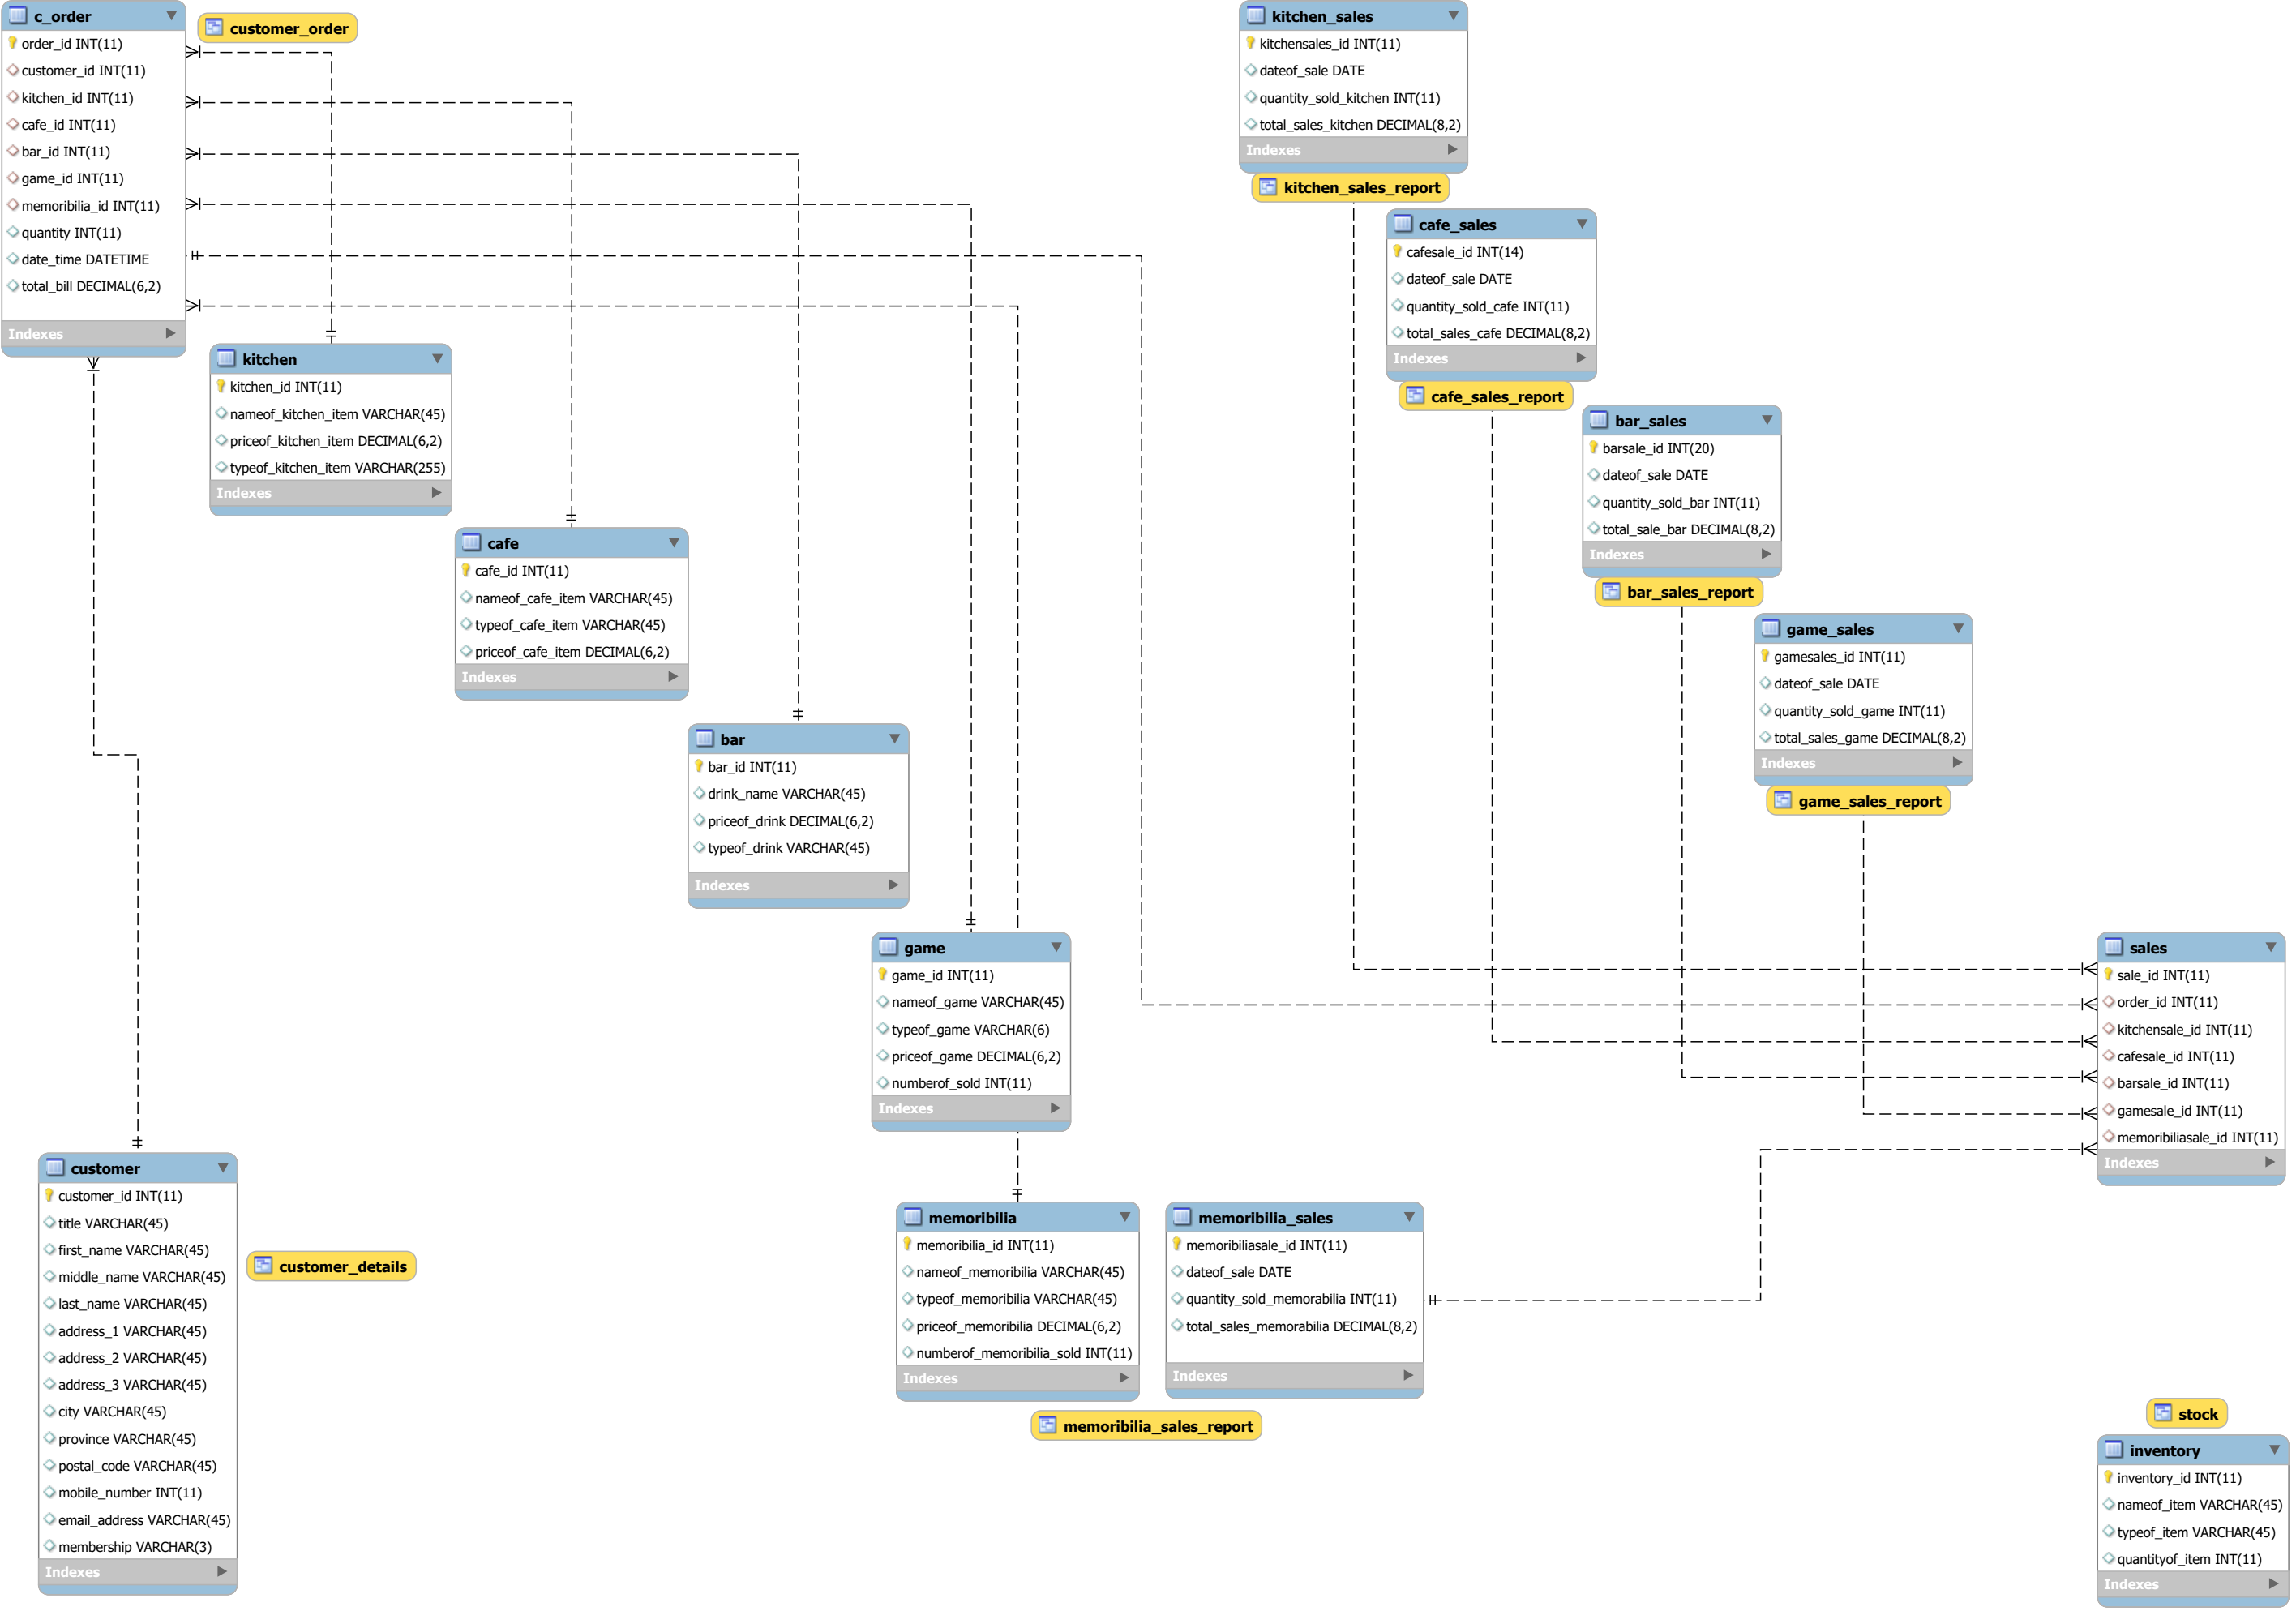 c_order
order_id INT(11)
customer_id INT(11)
kitchen_id INT(11)
cafe_id INT(11)
bar_id INT(11)
game_id INT(11)
memoribilia_id INT(11)
quantity INT(11)
date_time DATETIME
total_bill DECIMAL(6,2)
Indexes
customer_order
kitchen
kitchen_id INT(11)
nameof_kitchen_item VARCHAR(45)
priceof_kitchen_item DECIMAL(6,2)
typeof_kitchen_item VARCHAR(255)
Indexes
cafe
cafe_id INT(11)
nameof_cafe_item VARCHAR(45)
typeof_cafe_item VARCHAR(45)
priceof_cafe_item DECIMAL(6,2)
Indexes
bar
bar_id INT(11)
drink_name VARCHAR(45)
priceof_drink DECIMAL(6,2)
typeof_drink VARCHAR(45)
Indexes
game
game_id INT(11)
nameof_game VARCHAR(45)
typeof_game VARCHAR(6)
priceof_game DECIMAL(6,2)
numberof_sold INT(11)
Indexes
customer
customer_id INT(11)
title VARCHAR(45)
first_name VARCHAR(45)
middle_name VARCHAR(45)
last_name VARCHAR(45)
address_1 VARCHAR(45)
address_2 VARCHAR(45)
address_3 VARCHAR(45)
city VARCHAR(45)
province VARCHAR(45)
postal_code VARCHAR(45)
mobile_number INT(11)
email_address VARCHAR(45)
membership VARCHAR(3)
Indexes
customer_details
memoribilia
memoribilia_id INT(11)
nameof_memoribilia VARCHAR(45)
typeof_memoribilia VARCHAR(45)
priceof_memoribilia DECIMAL(6,2)
numberof_memoribilia_sold INT(11)
Indexes
memoribilia_sales
memoribiliasale_id INT(11)
dateof_sale DATE
quantity_sold_memorabilia INT(11)
total_sales_memorabilia DECIMAL(8,2)
Indexes
memoribilia_sales_report
kitchen_sales
kitchensales_id INT(11)
dateof_sale DATE
quantity_sold_kitchen INT(11)
total_sales_kitchen DECIMAL(8,2)
Indexes
kitchen_sales_report
cafe_sales
cafesale_id INT(14)
dateof_sale DATE
quantity_sold_cafe INT(11)
total_sales_cafe DECIMAL(8,2)
Indexes
cafe_sales_report
bar_sales
barsale_id INT(20)
dateof_sale DATE
quantity_sold_bar INT(11)
total_sale_bar DECIMAL(8,2)
Indexes
bar_sales_report
game_sales
gamesales_id INT(11)
dateof_sale DATE
quantity_sold_game INT(11)
total_sales_game DECIMAL(8,2)
Indexes
game_sales_report
sales
sale_id INT(11)
order_id INT(11)
kitchensale_id INT(11)
cafesale_id INT(11)
barsale_id INT(11)
gamesale_id INT(11)
memoribiliasale_id INT(11)
Indexes
stock
inventory
inventory_id INT(11)
nameof_item VARCHAR(45)
typeof_item VARCHAR(45)
quantityof_item INT(11)
Indexes